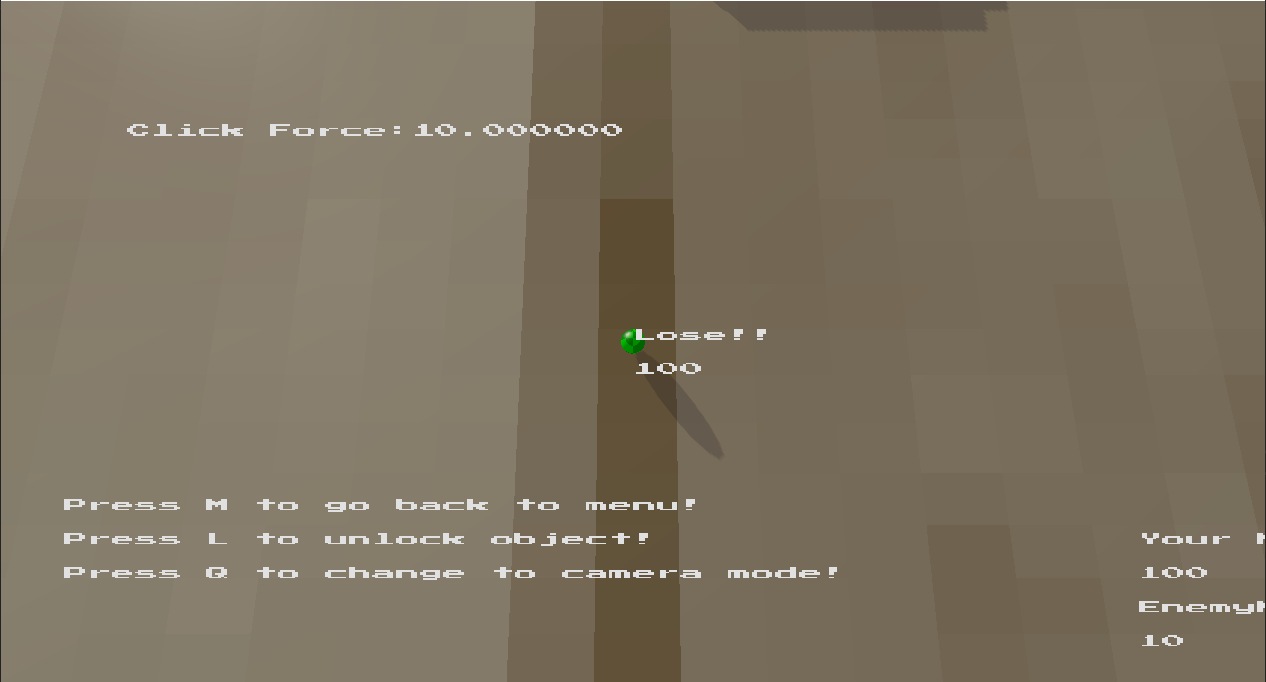 Click Force:10.000000
Lose!!
100
Press M to go back to menu!
Press L to unlock object!
Press Q to change to camera mode!
Your
100
Enemy
10